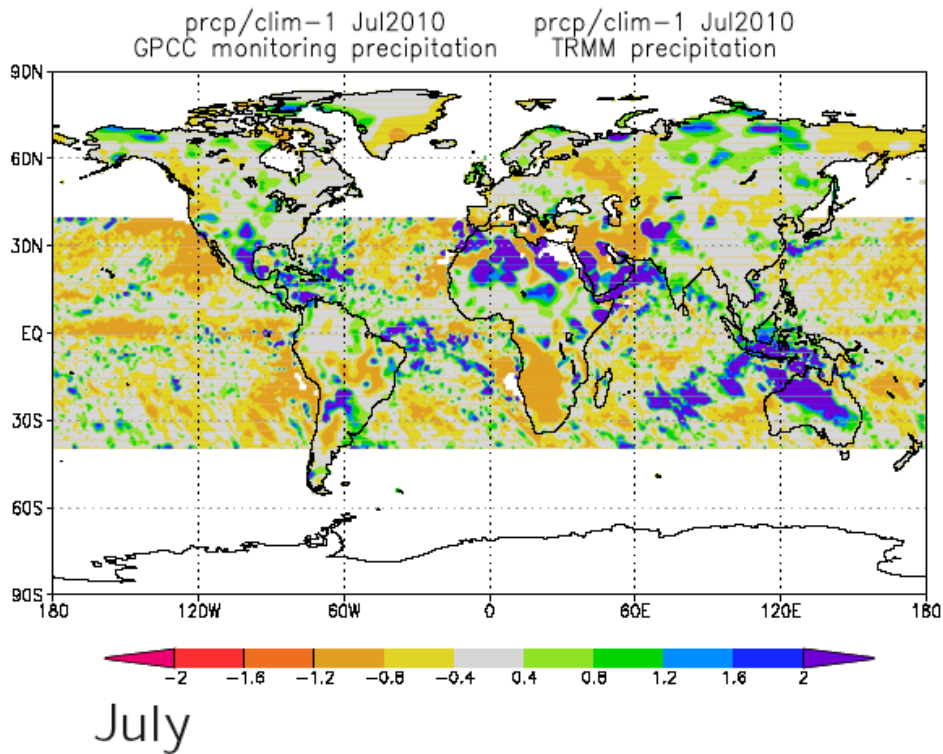 prcp/clim-1 Jul2010 prcp/clim-1 Jul2010
GPCC monitoring precipitation TRMM precipitation
90N
60N
30N
EQ
30S
60S
90S
180 120W 60W 0 60E 120E 180
-2 -1.6 -1.2 -0.8 -0.4 0.4 0.8 1.2 1.6 2
July